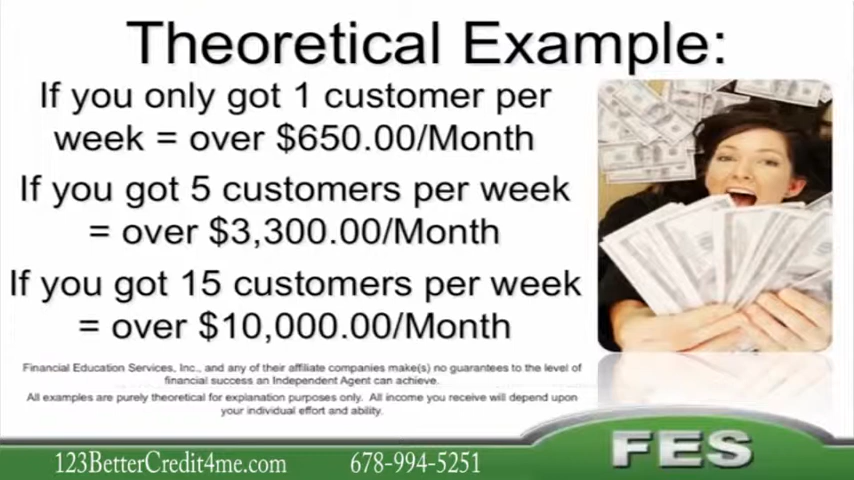 Theoretical Example:
If you only got 1 customer per
week = over $650.00/Month
If you got 5 customers per week
= over $3,300.00/Month
If you got 15 customers per week
= over $10,000.00/Month
Financial Education Services, Inc., and any of their affiliate companies make(s) no guarantees to the level of
financial success an Independent Agent can achieve.
All examples are purely theoretical for explanation purposes only. All income you receive will depend upon
your individual effort and ability.
FES
123BetterCredit4me.com 678-994-5251